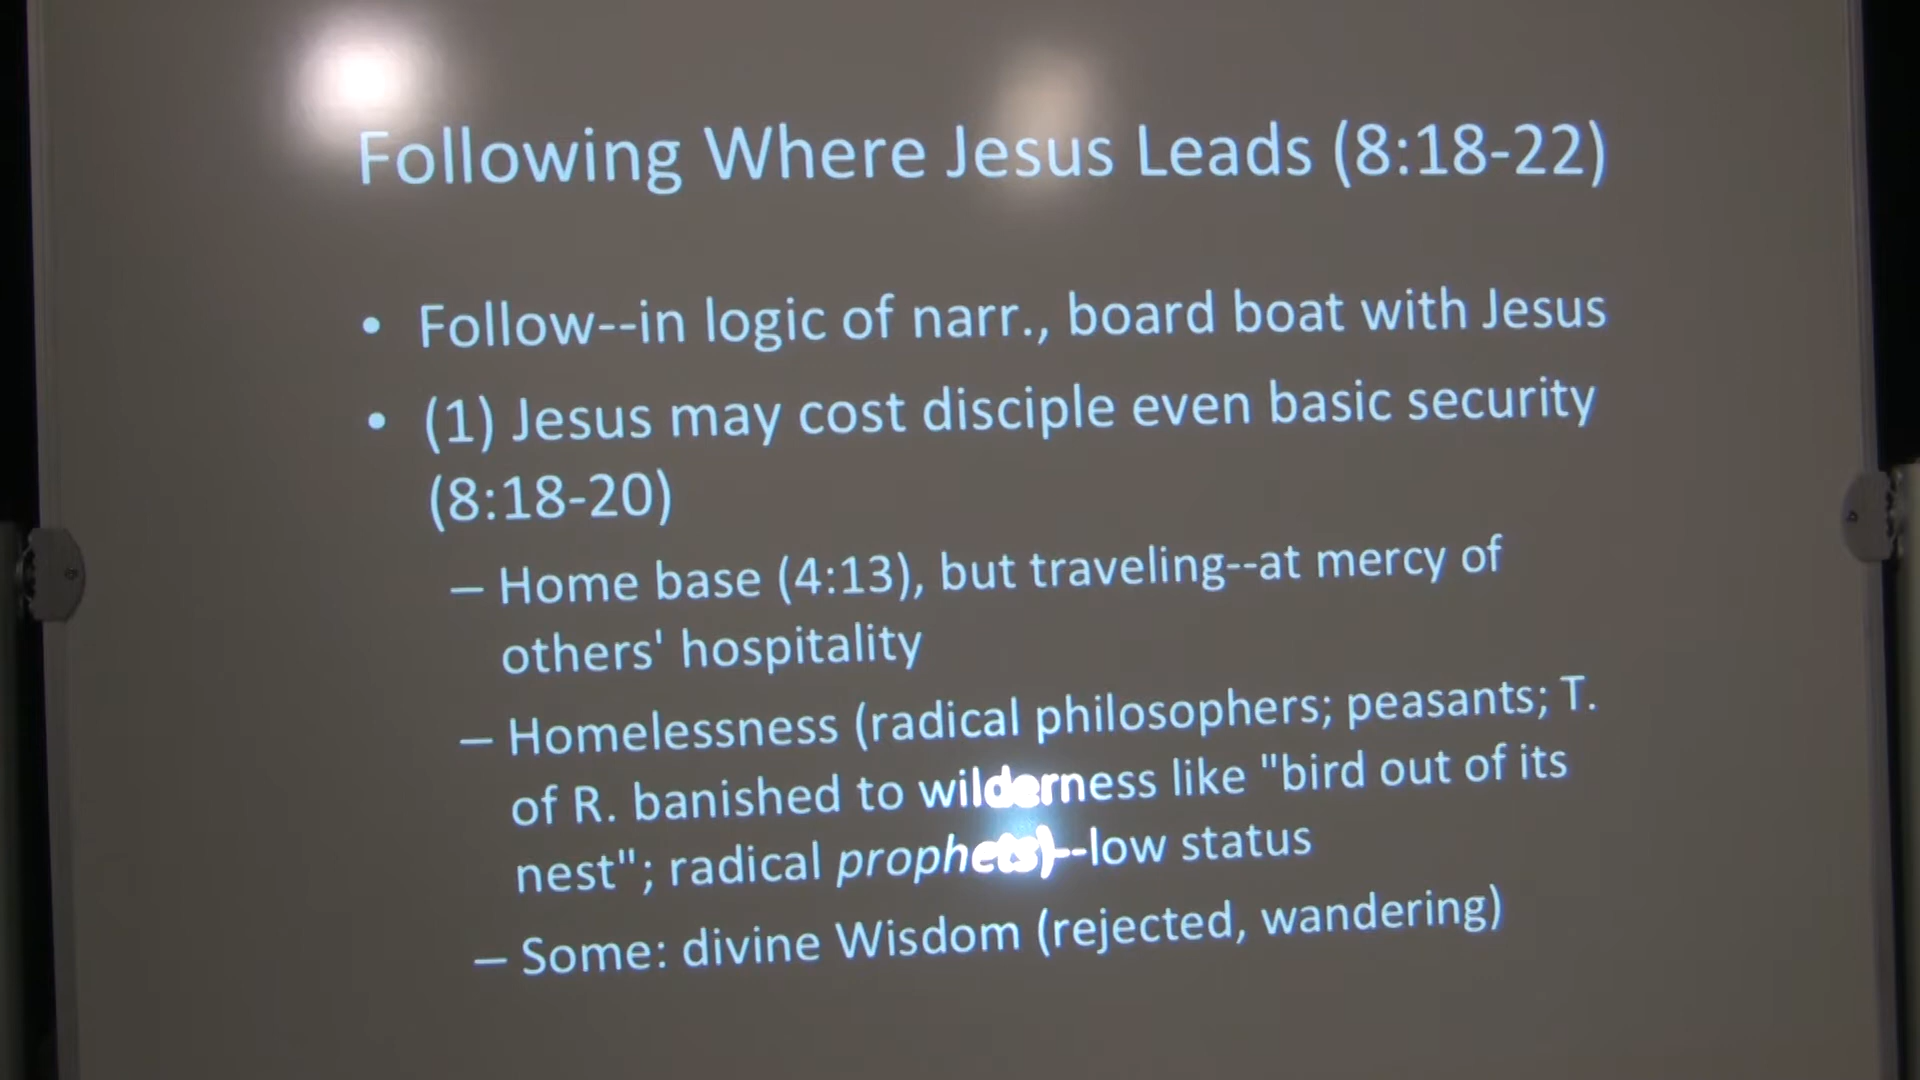 Following Where Jesus Leads (8:18-22)
• Follow--in logic of narr., board boat with Jesus
• (1) Jesus may cost disciple even basic security
(8:18-20)
– Home base (4:13), but traveling--at mercy of
others' hospitality
– Homelessness (radical philosophers; peasants; T.
of R. banished to wilderness like "bird out of its
nest"; radical prophets)--low status
– Some: divine Wisdom (rejected, wandering)